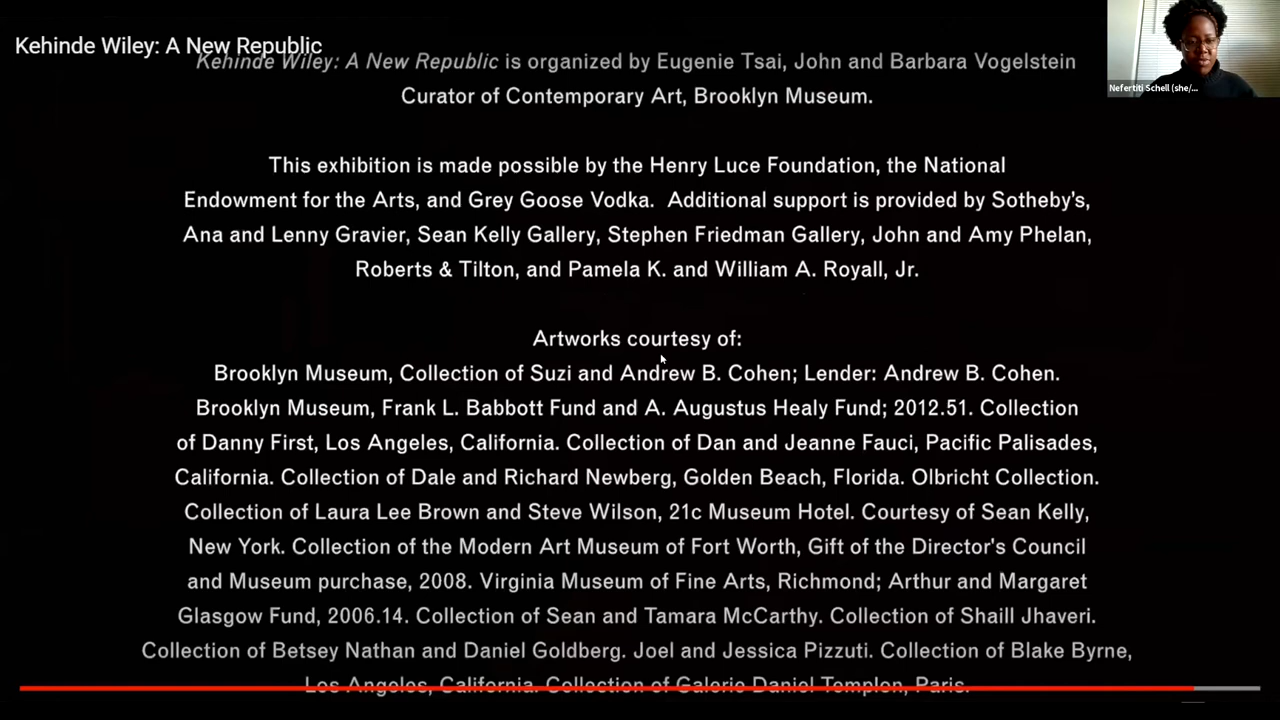 Kehinde Wiley: A New Republic
Kehinde Wiley: A New Republic is organized by Eugenie Tsai, John and Barbara Vogelstein
Curator of Contemporary Art, Brooklyn Museum.
Nefertiti Schell (she/...
This exhibition is made possible by the Henry Luce Foundation, the National
Endowment for the Arts, and Grey Goose Vodka.  Additional support is provided by Sotheby's,
Ana and Lenny Gravier, Sean Kelly Gallery, Stephen Friedman Gallery, John and Amy Phelan,
Roberts & Tilton, and Pamela K. and William A. Royall, Jr.
Artworks courtesy of:
Brooklyn Museum, Collection of Suzi and Andrew B. Cohen; Lender: Andrew B. Cohen.
Brooklyn Museum, Frank L. Babbott Fund and A. Augustus Healy Fund; 2012.51. Collection
of Danny First, Los Angeles, California. Collection of Dan and Jeanne Fauci, Pacific Palisades,
California. Collection of Dale and Richard Newberg, Golden Beach, Florida. Olbricht Collection.
Collection of Laura Lee Brown and Steve Wilson, 21c Museum Hotel. Courtesy of Sean Kelly,
New York. Collection of the Modern Art Museum of Fort Worth, Gift of the Director's Council
and Museum purchase, 2008. Virginia Museum of Fine Arts, Richmond; Arthur and Margaret
Glasgow Fund, 2006.14. Collection of Sean and Tamara McCarthy. Collection of Shaill Jhaveri.
Collection of Betsey Nathan and Daniel Goldberg. Joel and Jessica Pizzuti. Collection of Blake Byrne,
Los Angeles, California. Collection of Galerie Daniel Templon, Paris.